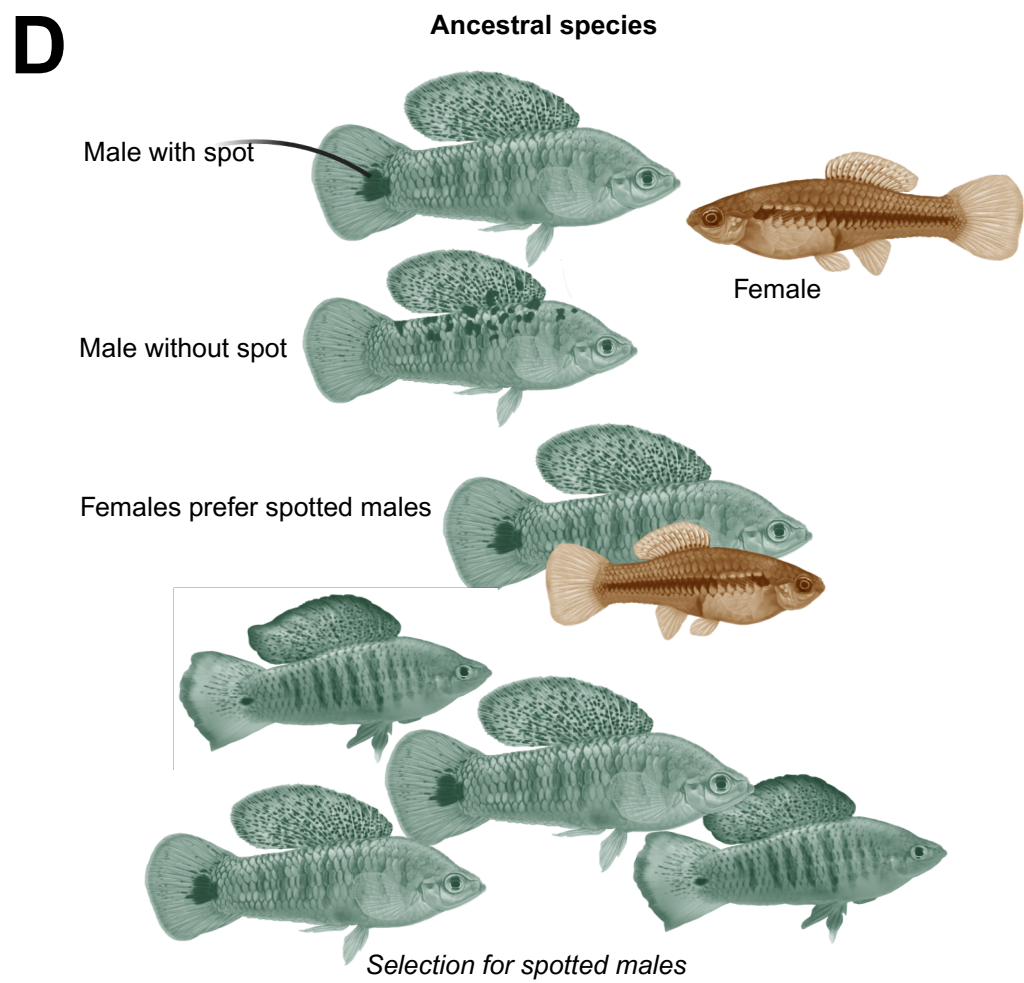 D
Ancestral species
Male with spot
Female
Male without spot
Females prefer spotted males
Selection for spotted males